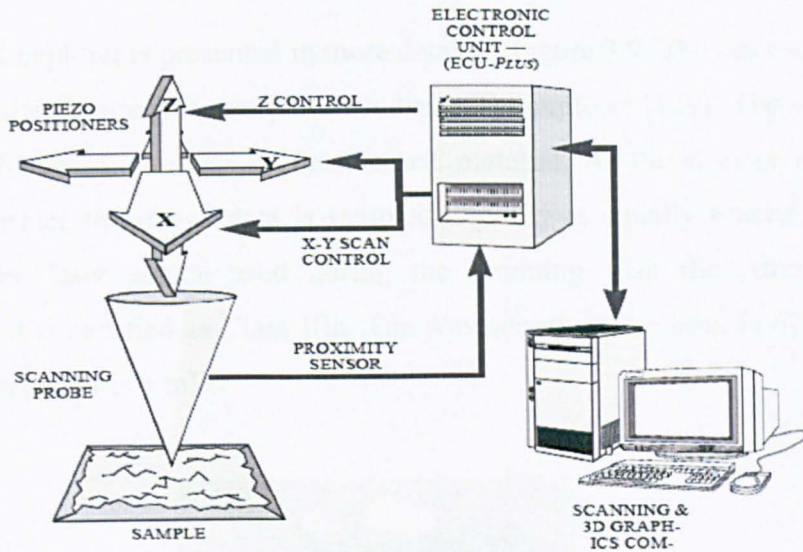 ELECTRONIC
CONTROL
UNIT
(ECU-PLUS)
Z
Z CONTROL
PIEZO
POSITIONERS
Y
X
X-Y SCAN
CONTROL
PROXIMITY
SENSOR
SCANNING
PROBE
SAMPLE
SCANNING &
3D GRAPH-
ICS COM-